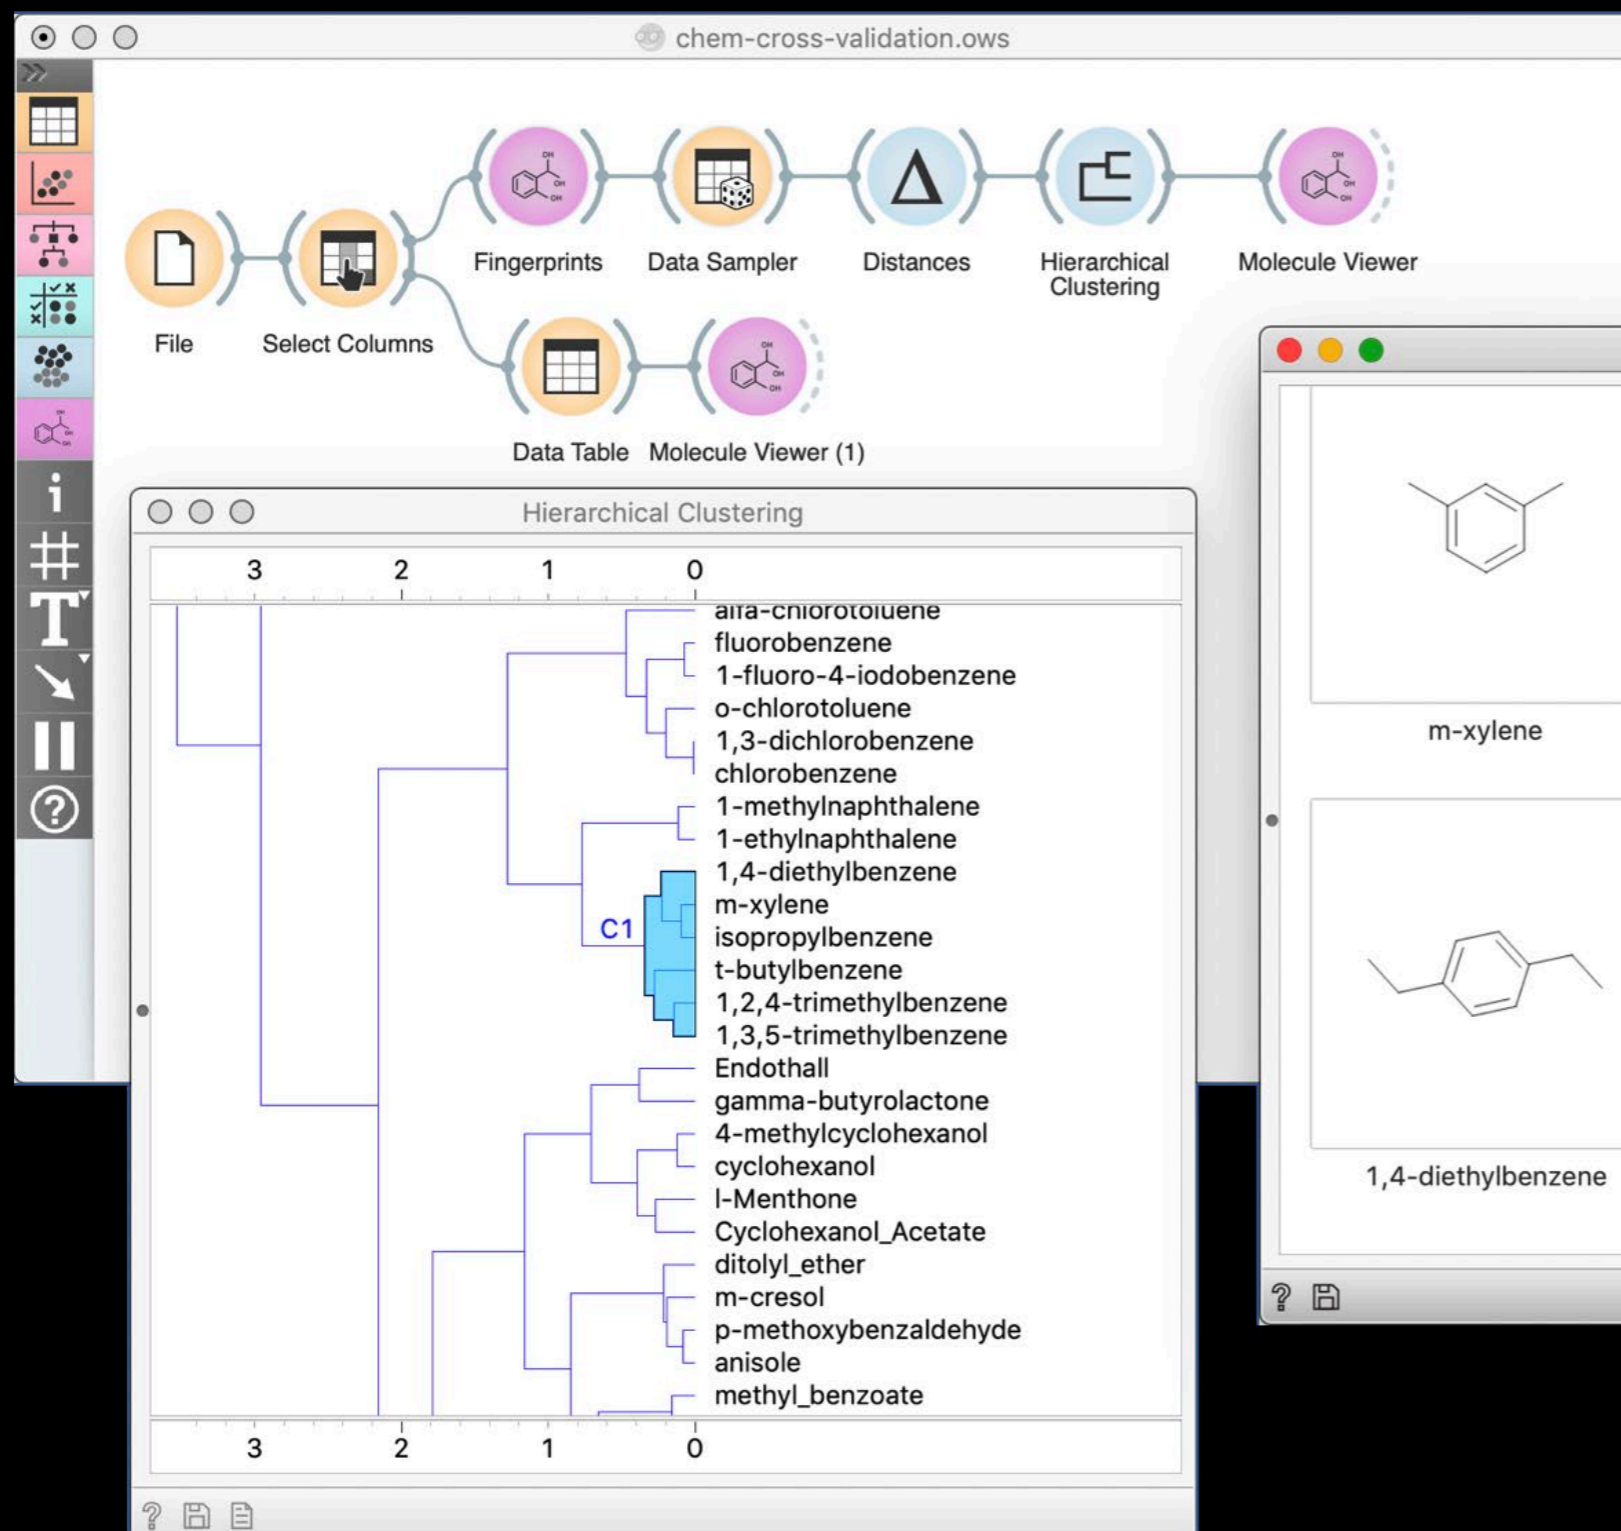 chem-cross-validation.ows
Fingerprints
Data Sampler
Distances
Hierarchical
Clustering
Molecule Viewer
File
Select Columns
Data Table
Molecule Viewer (1)
Hierarchical Clustering
3 2 1 0
alfa-chlorotoluene
fluorobenzene
1-fluoro-4-iodobenzene
o-chlorotoluene
1,3-dichlorobenzene
chlorobenzene
1-methylnaphthalene
1-ethylnaphthalene
1,4-diethylbenzene
m-xylene
C1
isopropylbenzene
t-butylbenzene
1,2,4-trimethylbenzene
1,3,5-trimethylbenzene
Endothall
gamma-butyrolactone
4-methylcyclohexanol
cyclohexanol
l-Menthone
Cyclohexanol_Acetate
ditolyl_ether
m-cresol
p-methoxybenzaldehyde
anisole
methyl_benzoate
3 2 1 0
m-xylene
1,4-diethylbenzene